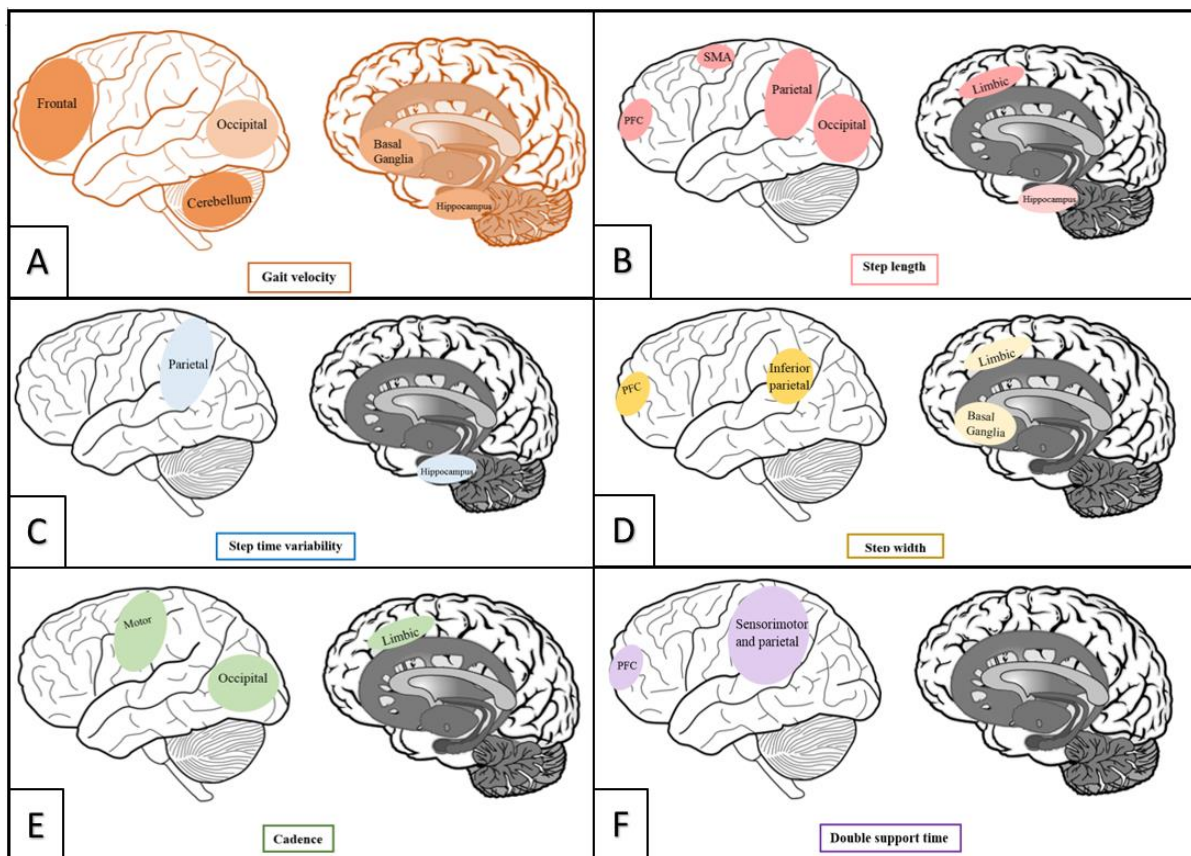 Frontal
Occipital
Cerebellum
Basal
Ganglia
Hippocampus
A
Gait velocity
SMA
PFC
Parietal
Occipital
Limbic
Hippocampus
B
Step length
Parietal
Hippocampus
C
Step time variability
PFC
Inferior
parietal
Limbic
Basal
Ganglia
D
Step width
Motor
Occipital
Limbic
E
Cadence
PFC
Sensorimotor
and parietal
F
Double support time